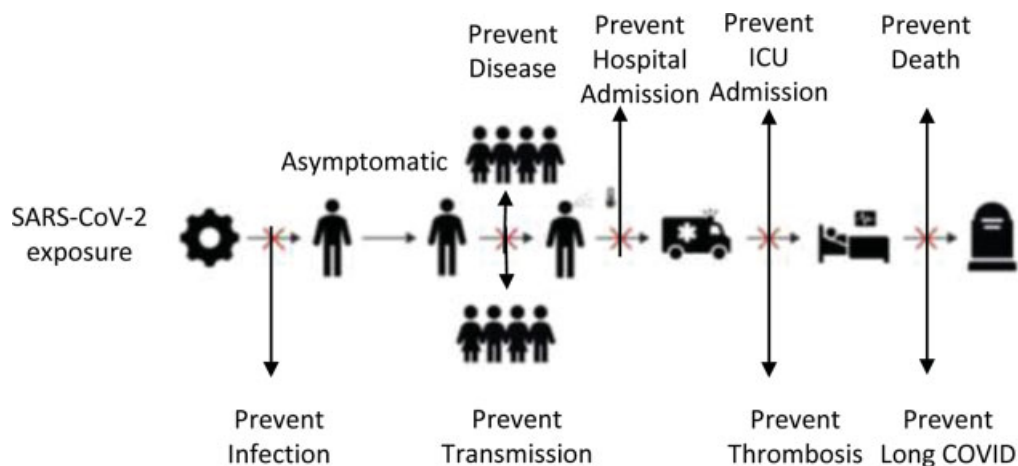 Prevent
Disease
Prevent
Hospital
Admission
Prevent
ICU
Admission
Prevent
Death
Asymptomatic
SARS-CoV-2
exposure
Prevent
Infection
Prevent
Transmission
Prevent
Thrombosis
Prevent
Long COVID